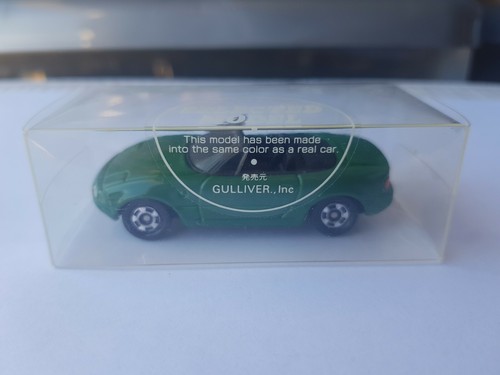 This model has been made
into the same color as a real car.
発売元
GULLIVER., Inc